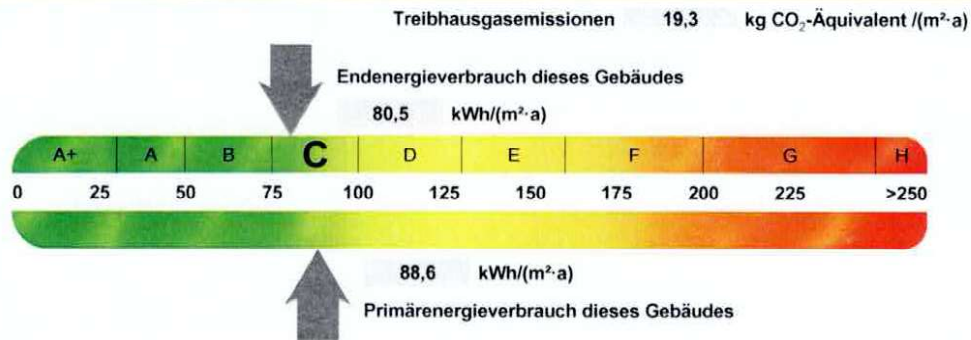 Treibhausgasemissionen 19,3 kg CO₂-Äquivalent /(m²·a)
Endenergieverbrauch dieses Gebäudes
80,5 kWh/(m²·a)
A+ A B C D E F G H
0 25 50 75 100 125 150 175 200 225 >250
88,6 kWh/(m²·a)
Primärenergieverbrauch dieses Gebäudes